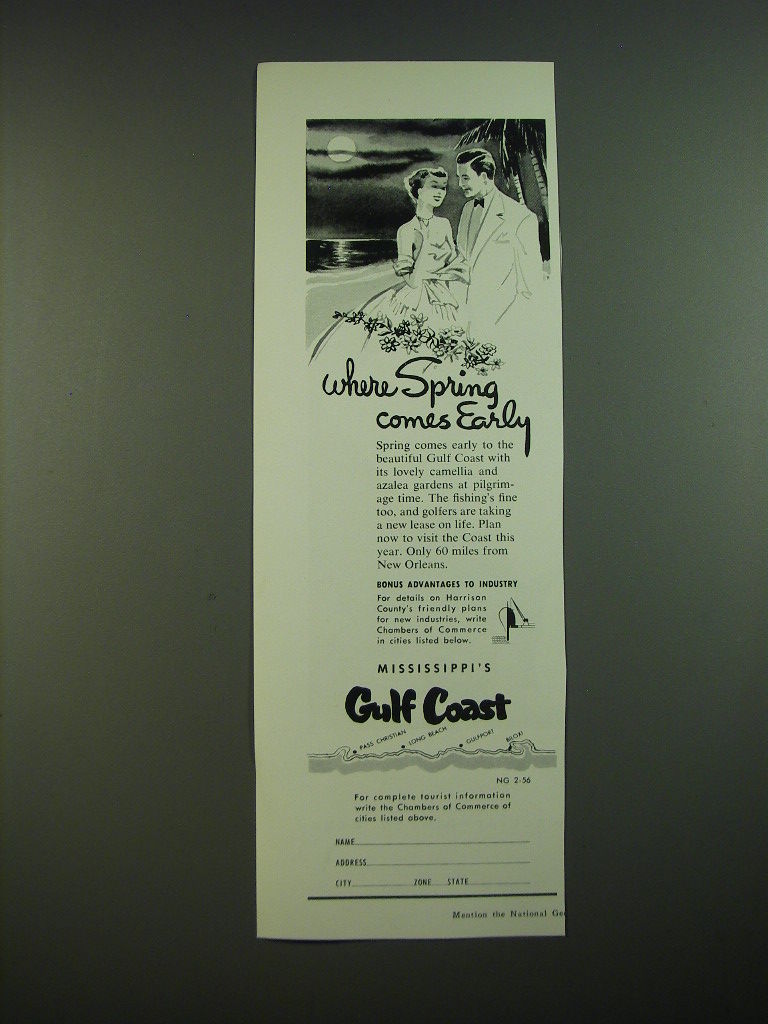 where Spring
comes Early
Spring comes early to the
beautiful Gulf Coast with
its lovely camellia and
azalea gardens at pilgrim-
age time. The fishing's fine
too, and golfers are taking
a new lease on life. Plan
now to visit the Coast this
year. Only 60 miles from
New Orleans.
BONUS ADVANTAGES TO INDUSTRY
For details on Harrison
County's friendly plans
for new industries, write
Chambers of Commerce
in cities listed below.
MISSISSIPPI'S
Gulf Coast
PASS CHRISTIAN LONG BEACH GULFPORT BILOXI
NG 2-56
For complete tourist information
write the Chambers of Commerce of
cities listed above.
NAME
ADDRESS
CITY ZONE STATE
Mention the National Ge